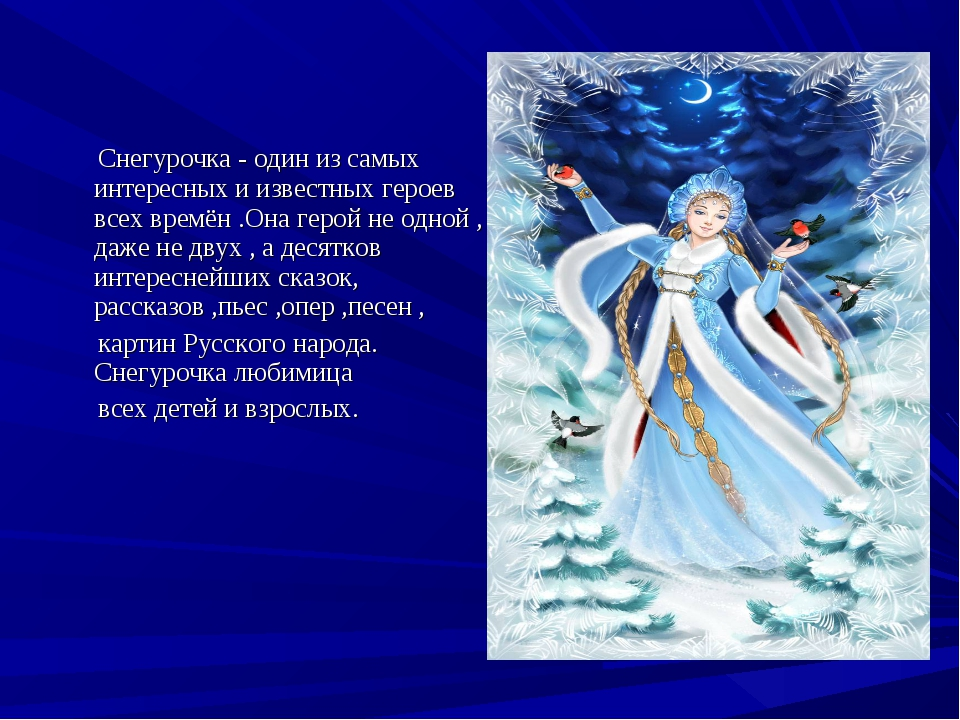 Снегурочка - один из самых
интересных и известных героев
всех времён .Она герой не одной ,
даже не двух , а десятков
интереснейших сказок,
рассказов ,пьес ,опер ,песен ,
картин Русского народа.
Снегурочка любимица
всех детей и взрослых.